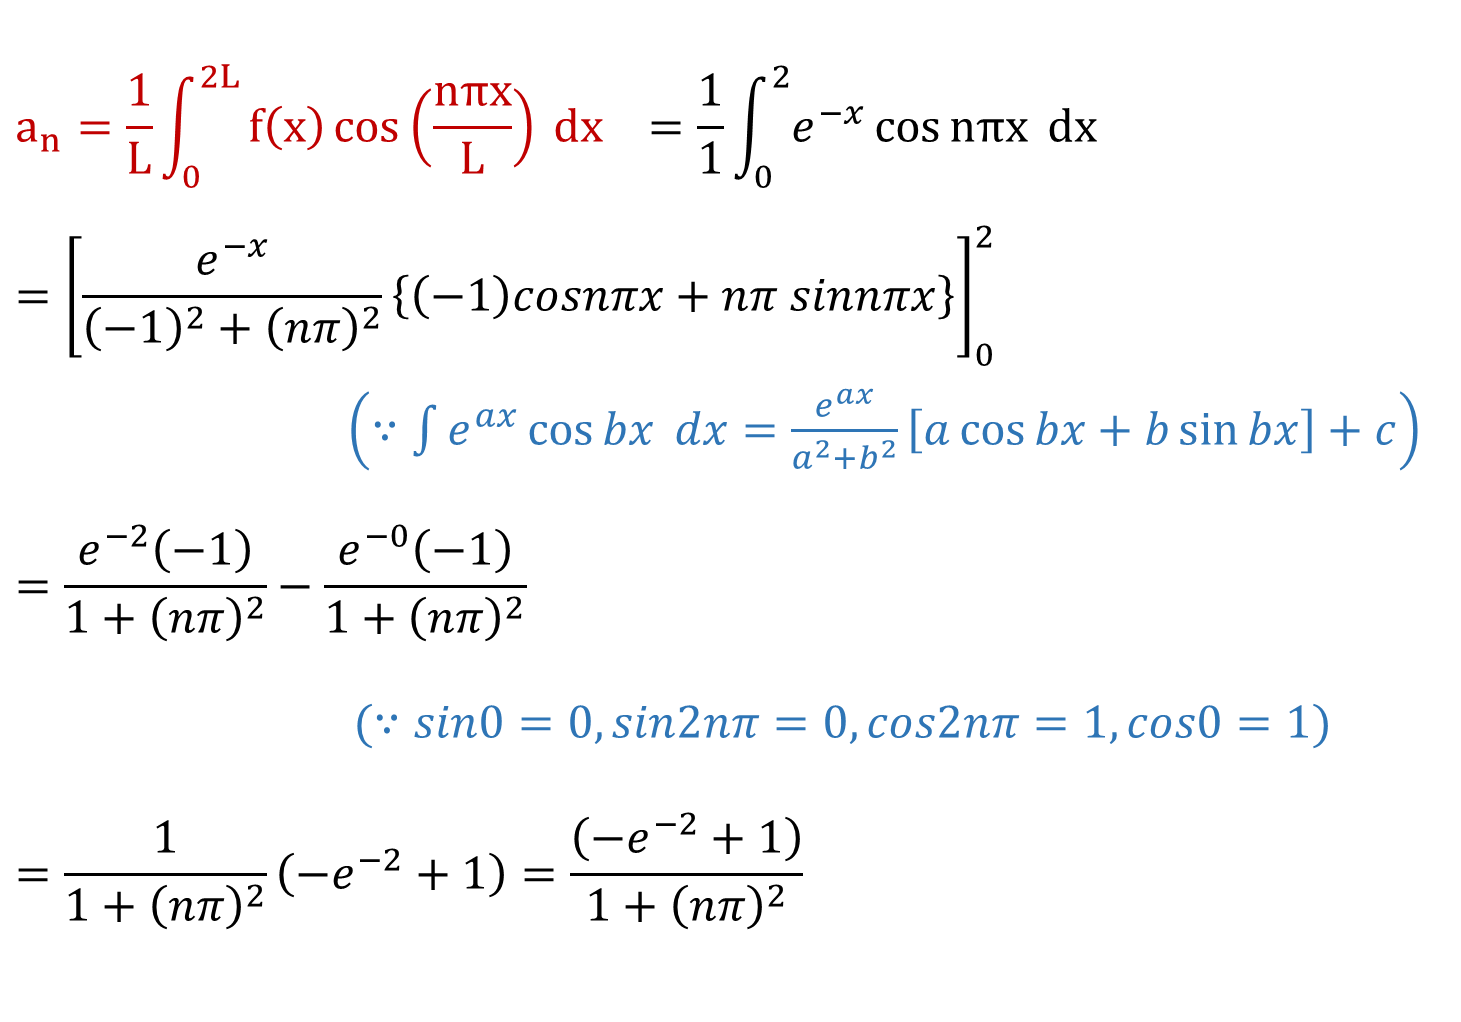 aₙ = 1/L ∫₀^2L f(x) cos (nπx/L) dx = 1/1 ∫₀² e⁻ˣ cos nπx dx
= [e⁻ˣ/((−1)² + (nπ)²) {(−1)cosnπx + nπ sinnπx}]₀²
(∵ ∫ eᵃˣ cos bx dx = eᵃˣ/(a²+b²) [a cos bx + b sin bx] + c)
= e⁻²(−1)/(1 + (nπ)²) − e⁻⁰(−1)/(1 + (nπ)²)
(∵ sin0 = 0, sin2nπ = 0, cos2nπ = 1, cos0 = 1)
= 1/(1 + (nπ)²) (−e⁻² + 1) = (−e⁻² + 1)/(1 + (nπ)²)